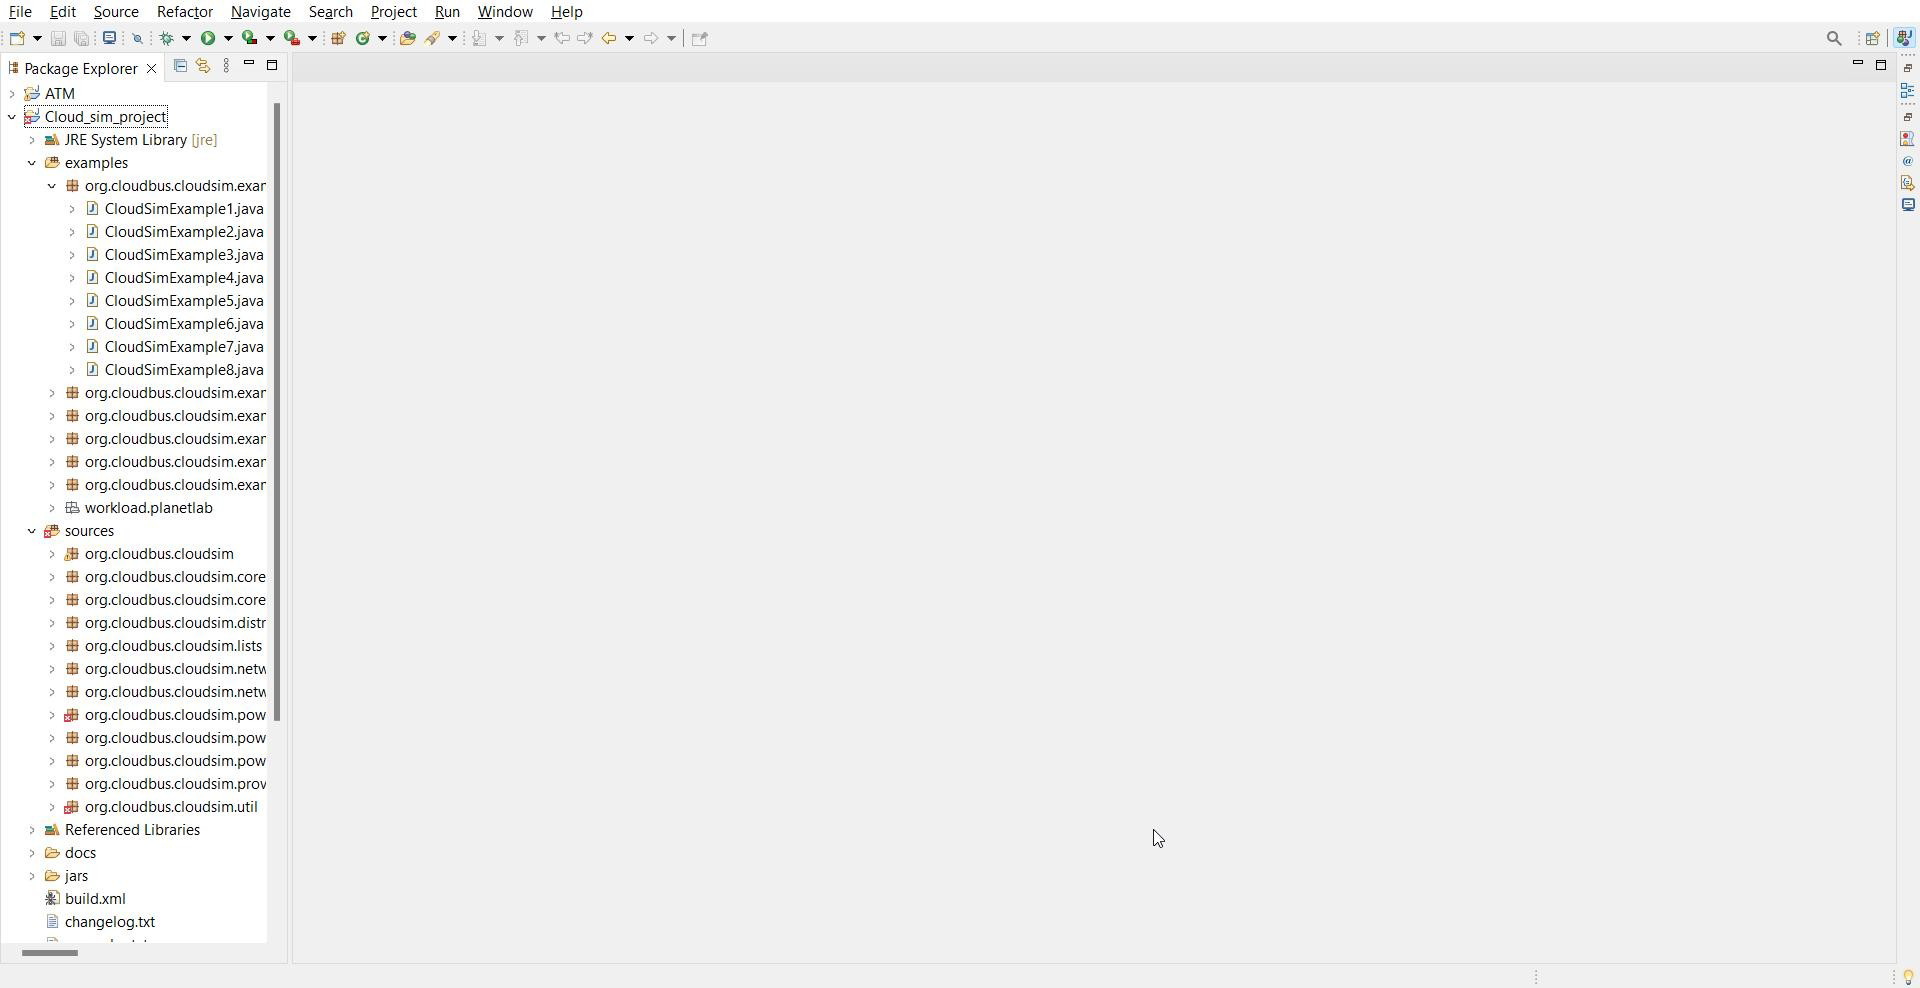 File Edit Source Refactor Navigate Search Project Run Window Help
Package Explorer
ATM
Cloud_sim_project
JRE System Library [jre]
examples
org.cloudbus.cloudsim.exar
CloudSimExample1.java
CloudSimExample2.java
CloudSimExample3.java
CloudSimExample4.java
CloudSimExample5.java
CloudSimExample6.java
CloudSimExample7.java
CloudSimExample8.java
org.cloudbus.cloudsim.exar
org.cloudbus.cloudsim.exar
org.cloudbus.cloudsim.exar
org.cloudbus.cloudsim.exar
org.cloudbus.cloudsim.exar
workload.planetlab
sources
org.cloudbus.cloudsim
org.cloudbus.cloudsim.core
org.cloudbus.cloudsim.core
org.cloudbus.cloudsim.distr
org.cloudbus.cloudsim.lists
org.cloudbus.cloudsim.netw
org.cloudbus.cloudsim.netw
org.cloudbus.cloudsim.pow
org.cloudbus.cloudsim.pow
org.cloudbus.cloudsim.pow
org.cloudbus.cloudsim.prov
org.cloudbus.cloudsim.util
Referenced Libraries
docs
jars
build.xml
changelog.txt